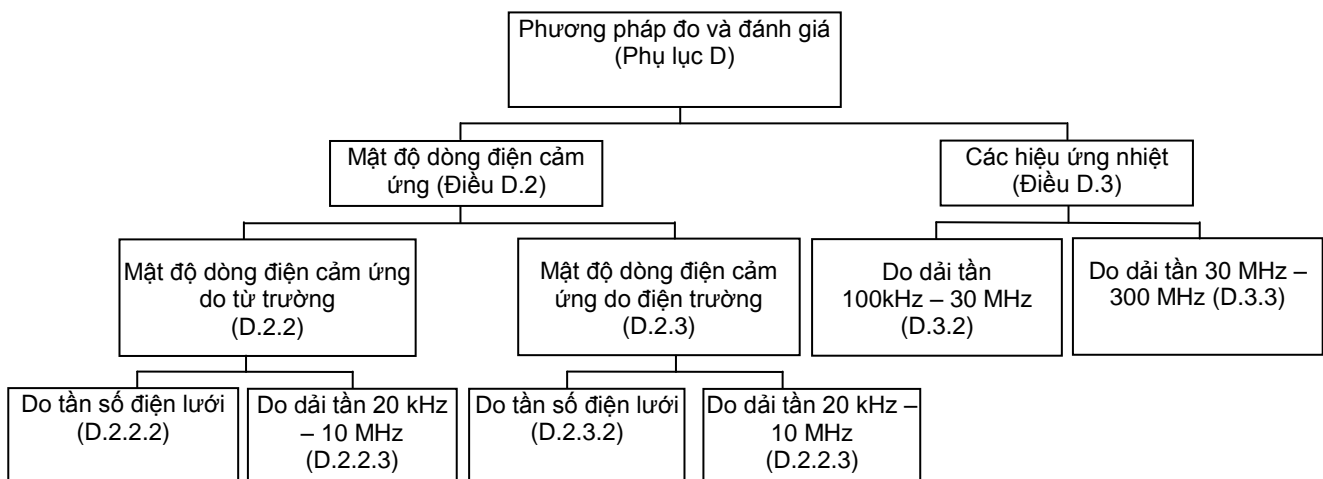 Phương pháp đo và đánh giá
(Phụ lục D)
Mật độ dòng điện cảm
ứng (Điều D.2)
Các hiệu ứng nhiệt
(Điều D.3)
Mật độ dòng điện cảm ứng
do từ trường
(D.2.2)
Mật độ dòng điện cảm
ứng do điện trường
(D.2.3)
Do dải tần
100kHz – 30 MHz
(D.3.2)
Do dải tần 30 MHz –
300 MHz (D.3.3)
Do tần số điện lưới
(D.2.2.2)
Do dải tần 20 kHz
– 10 MHz
(D.2.2.3)
Do tần số điện lưới
(D.2.3.2)
Do dải tần 20 kHz –
10 MHz
(D.2.2.3)